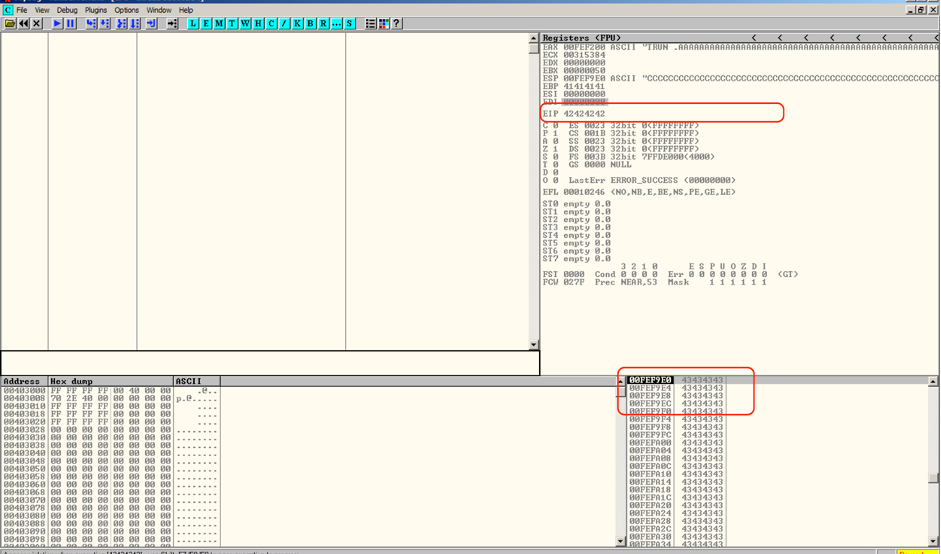 File View Debug Plugins Options Window Help
L E M T W H C / K B R ... S ?
Registers (FPU) < < < < < < < <
EAX 00FEF200 ASCII "TRUN .AAAAAAAAAAAAAAAAAAAAAAAAAAAAAAAAAAAAAAAAAAAAAAAAAAAA
ECX 00315384
EDX 00000000
EBX 00000050
ESP 00FEF9E0 ASCII "CCCCCCCCCCCCCCCCCCCCCCCCCCCCCCCCCCCCCCCCCCCCCCCCCCCCCCCCCC
EBP 41414141
ESI 00000000
EDI 00000000
EIP 42424242
C 0 ES 0023 32bit 0(FFFFFFFF)
P 1 CS 001B 32bit 0(FFFFFFFF)
A 0 SS 0023 32bit 0(FFFFFFFF)
Z 1 DS 0023 32bit 0(FFFFFFFF)
S 0 FS 003B 32bit 7FFDE000(4000)
T 0 GS 0000 NULL
D 0
O 0 LastErr ERROR_SUCCESS (00000000)
EFL 00010246 (NO,NB,E,BE,NS,PE,GE,LE)
ST0 empty 0.0
ST1 empty 0.0
ST2 empty 0.0
ST3 empty 0.0
ST4 empty 0.0
ST5 empty 0.0
ST6 empty 0.0
ST7 empty 0.0
3 2 1 0 E S P U O Z D I
FST 0000 Cond 0 0 0 0 Err 0 0 0 0 0 0 0 0 (GT)
FCW 027F Prec NEAR,53 Mask 1 1 1 1 1 1
Address Hex dump ASCII
00403000 FF FF FF FF 00 40 00 00 .@..
00403008 70 2E 40 00 00 00 00 00 p.@.....
00403010 FF FF FF FF 00 00 00 00 ....
00403018 FF FF FF FF 00 00 00 00 ....
00403020 FF FF FF FF 00 00 00 00 ....
00403028 00 00 00 00 00 00 00 00 ........
00403030 00 00 00 00 00 00 00 00 ........
00403038 00 00 00 00 00 00 00 00 ........
00403040 00 00 00 00 00 00 00 00 ........
00403048 00 00 00 00 00 00 00 00 ........
00403050 00 00 00 00 00 00 00 00 ........
00403058 00 00 00 00 00 00 00 00 ........
00403060 00 00 00 00 00 00 00 00 ........
00403068 00 00 00 00 00 00 00 00 ........
00403070 00 00 00 00 00 00 00 00 ........
00403078 00 00 00 00 00 00 00 00 ........
00403080 00 00 00 00 00 00 00 00 ........
00403088 00 00 00 00 00 00 00 00 ........
00403090 00 00 00 00 00 00 00 00 ........
00403098 00 00 00 00 00 00 00 00 ........
00FEF9E0 43434343
00FEF9E4 43434343
00FEF9E8 43434343
00FEF9EC 43434343
00FEF9F0 43434343
00FEF9F4 43434343
00FEF9F8 43434343
00FEF9FC 43434343
00FEFA00 43434343
00FEFA04 43434343
00FEFA08 43434343
00FEFA0C 43434343
00FEFA10 43434343
00FEFA14 43434343
00FEFA18 43434343
00FEFA1C 43434343
00FEFA20 43434343
00FEFA24 43434343
00FEFA28 43434343
00FEFA2C 43434343
00FEFA30 43434343
00FEFA34 43434343